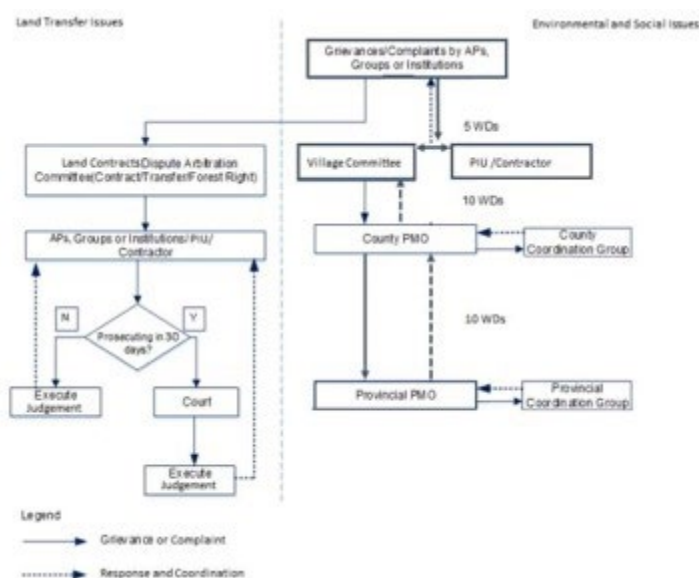 Land Transfer Issues
Environmental and Social Issues
Grievances/Complaints by APs,
Groups or Institutions
5 WDs
Land ContractsDispute Arbitration
Committee(Contract/Transfer/Forest Right)
Village Committee
PIU /Contractor
10 WDs
APs, Groups or Institutions/PIU/
Contractor
County PMO
County
Coordination Group
N
Y
Prosecuting in 30
days?
10 WDs
Execute
Judgement
Court
Provincial PMO
Provincial
Coordination Group
Execute
Judgement
Legend
Grievance or Complaint
Response and Coordination